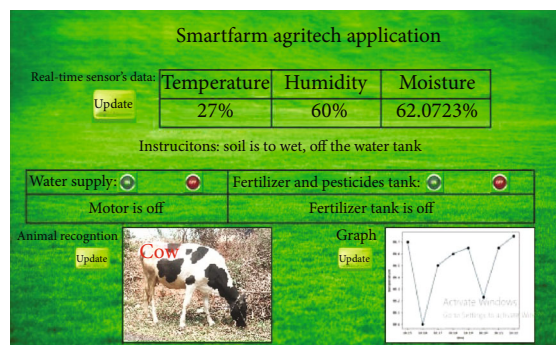 Smartfarm agritech application
Real-time sensor's data:
Update
Temperature Humidity Moisture
27% 60% 62.0723%
Instrucitons: soil is to wet, off the water tank
Water supply: Fertilizer and pesticides tank:
Motor is off Fertilizer tank is off
Animal recogntion
Update
Cow
Graph
Update
Activate Windows